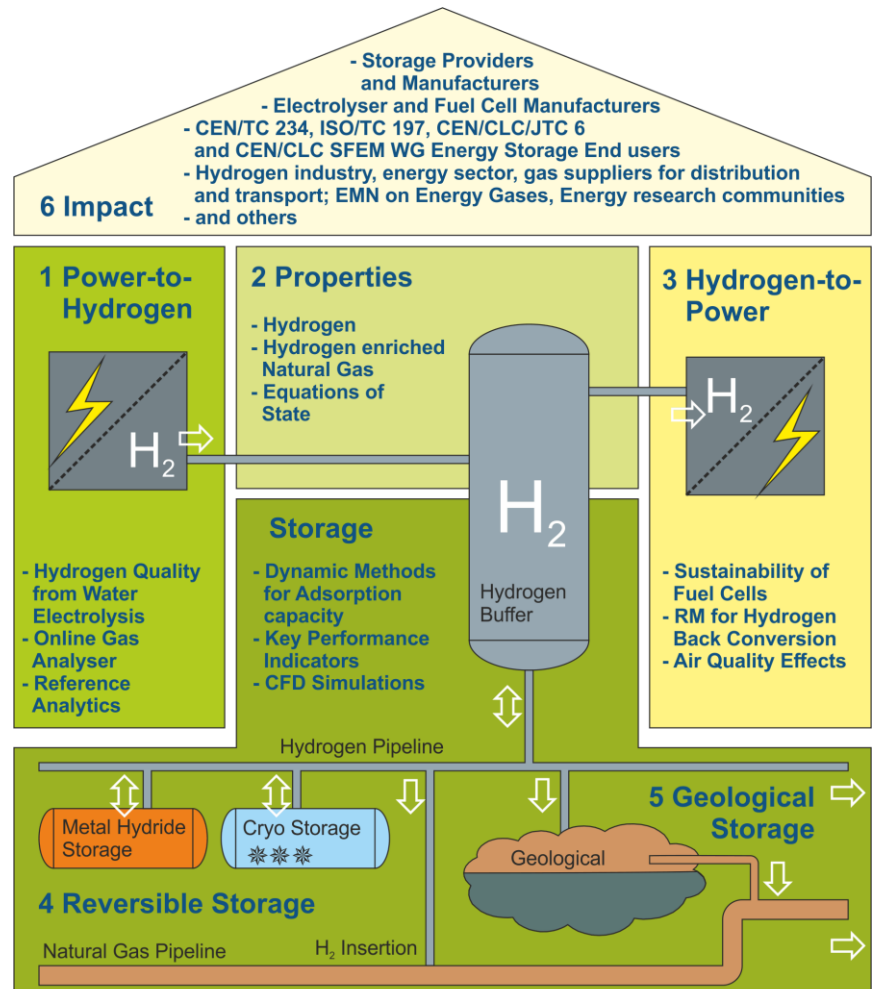 - Storage Providers
and Manufacturers
- Electrolyser and Fuel Cell Manufacturers
- CEN/TC 234, ISO/TC 197, CEN/CLC/JTC 6
and CEN/CLC SFEM WG Energy Storage End users
- Hydrogen industry, energy sector, gas suppliers for distribution
and transport; EMN on Energy Gases, Energy research communities
- and others
6 Impact
1 Power-to-
Hydrogen
H₂
- Hydrogen Quality
from Water
Electrolysis
- Online Gas
Analyser
- Reference
Analytics
2 Properties
- Hydrogen
- Hydrogen enriched
Natural Gas
- Equations of
State
H₂
Hydrogen
Buffer
Storage
- Dynamic Methods
for Adsorption
capacity
- Key Performance
Indicators
- CFD Simulations
3 Hydrogen-to-
Power
H₂
- Sustainability of
Fuel Cells
- RM for Hydrogen
Back Conversion
- Air Quality Effects
Hydrogen Pipeline
Metal Hydride
Storage
Cryo Storage
Geological
5 Geological
Storage
4 Reversible Storage
Natural Gas Pipeline
H₂ Insertion